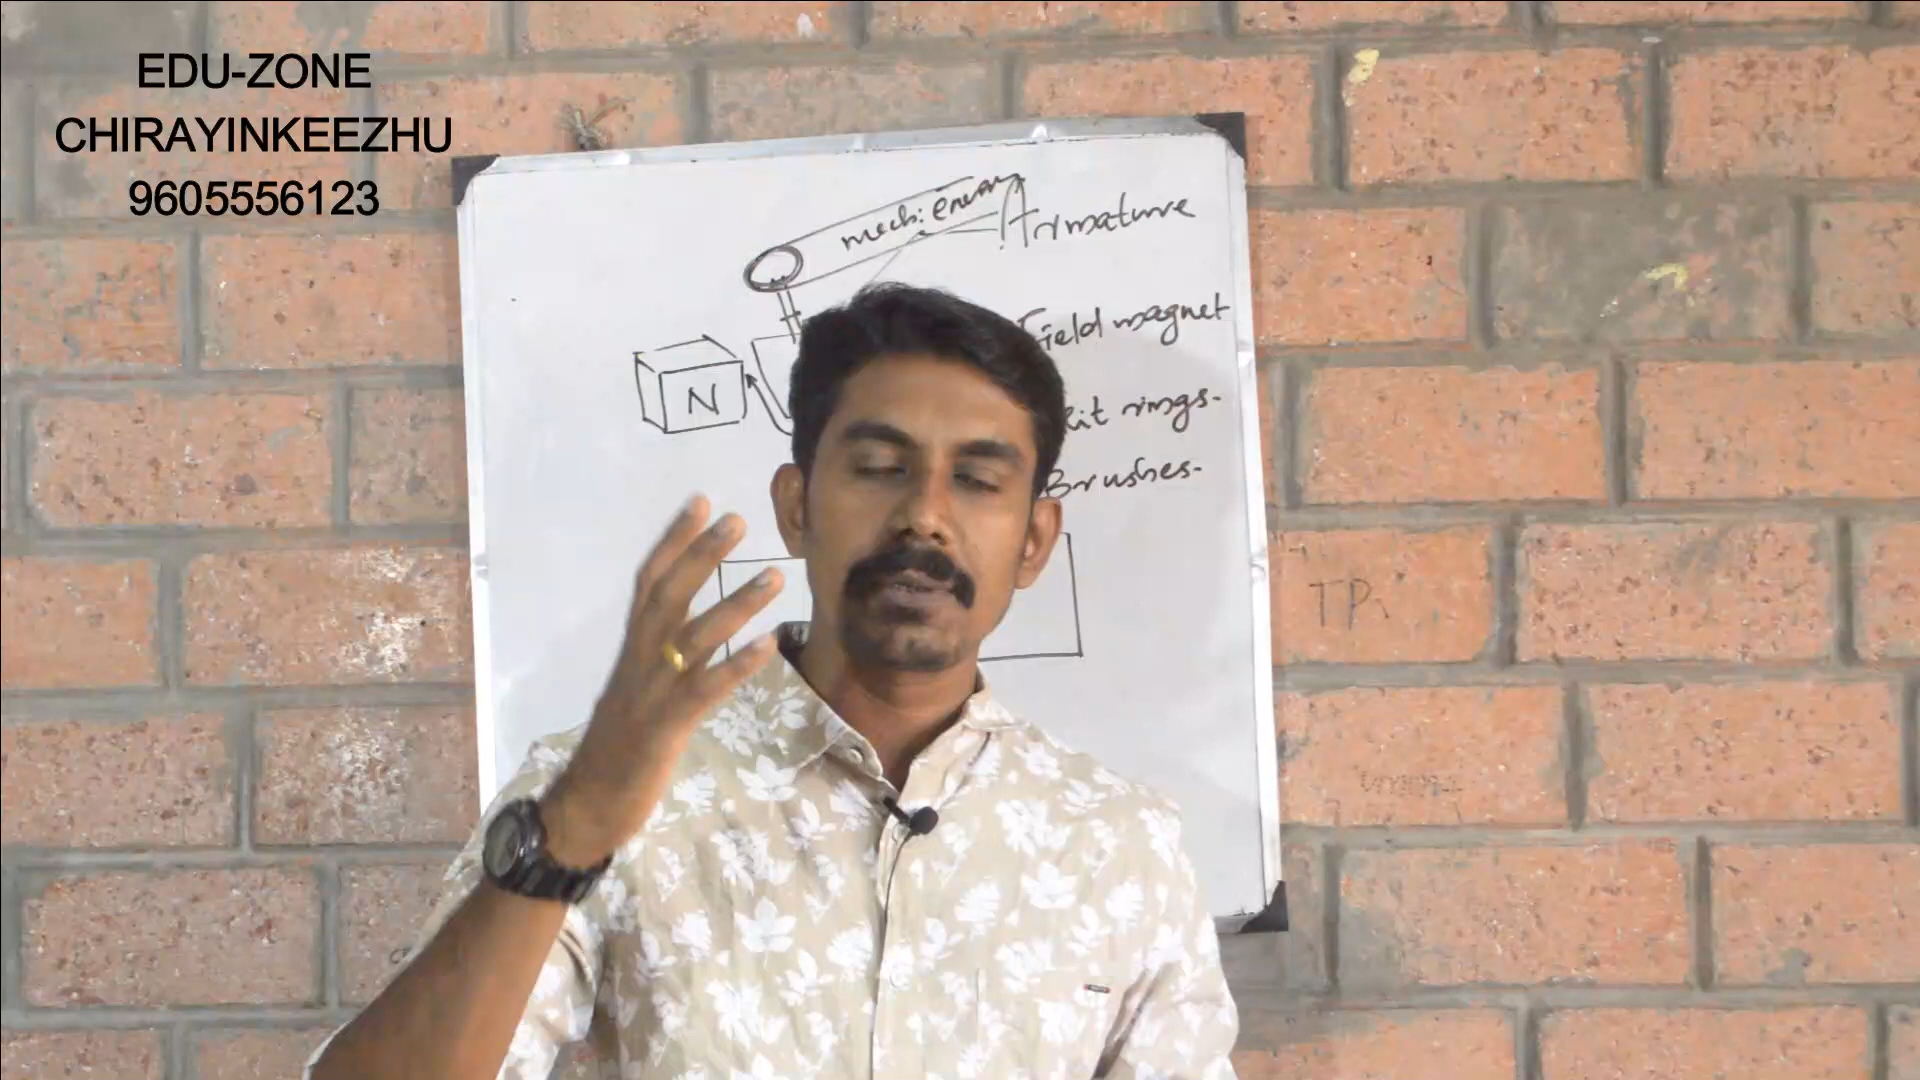 EDU-ZONE
CHIRAYINKEEZHU
9605556123
mech: energy
Armature
Field magnet
rings.
Brushes.
N
TP